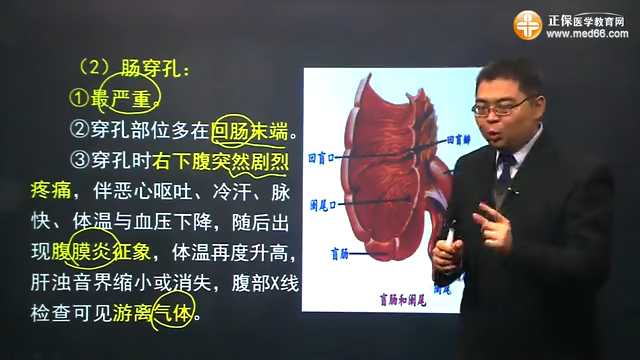 正保医学教育网
www.med66.com
（2）肠穿孔：
①最严重。
②穿孔部位多在回肠末端。
③穿孔时右下腹突然剧烈
疼痛，伴恶心呕吐、冷汗、脉
快、体温与血压下降，随后出
现腹膜炎征象，体温再度升高，
肝浊音界缩小或消失，腹部X线
检查可见游离气体。
回盲瓣
回盲口
阑尾口
盲肠
阑尾
盲肠和阑尾